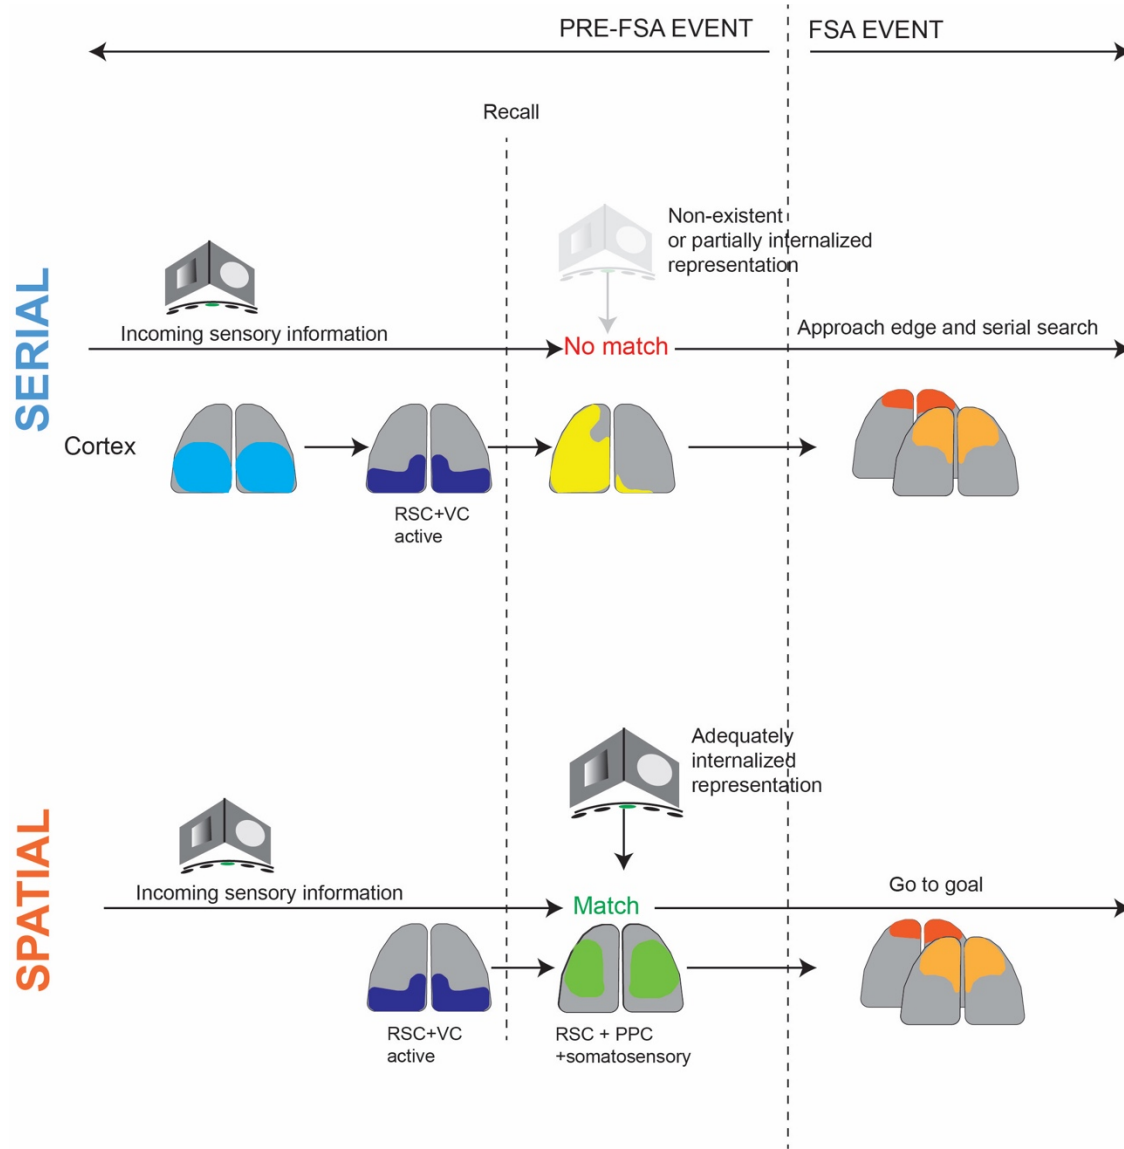 PRE-FSA EVENT
FSA EVENT
Recall
SERIAL
Non-existent
or partially internalized
representation
Incoming sensory information
No match
Approach edge and serial search
Cortex
RSC+VC
active
SPATIAL
Adequately
internalized
representation
Incoming sensory information
Match
Go to goal
RSC+VC
active
RSC + PPC
+somatosensory